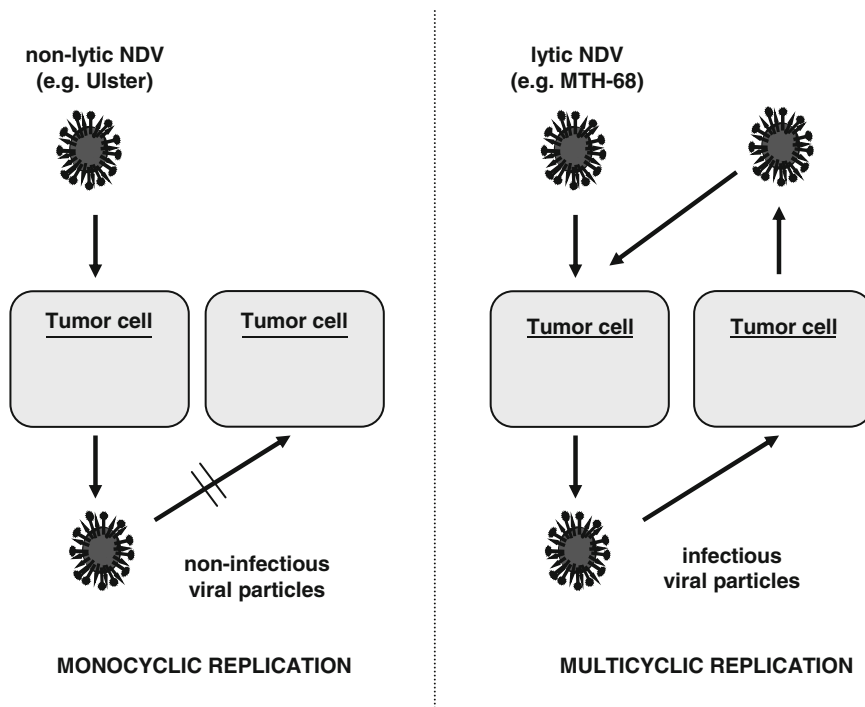 non-lytic NDV
(e.g. Ulster)
Tumor cell
Tumor cell
non-infectious
viral particles
MONOCYCLIC REPLICATION
lytic NDV
(e.g. MTH-68)
Tumor cell
Tumor cell
infectious
viral particles
MULTICYCLIC REPLICATION